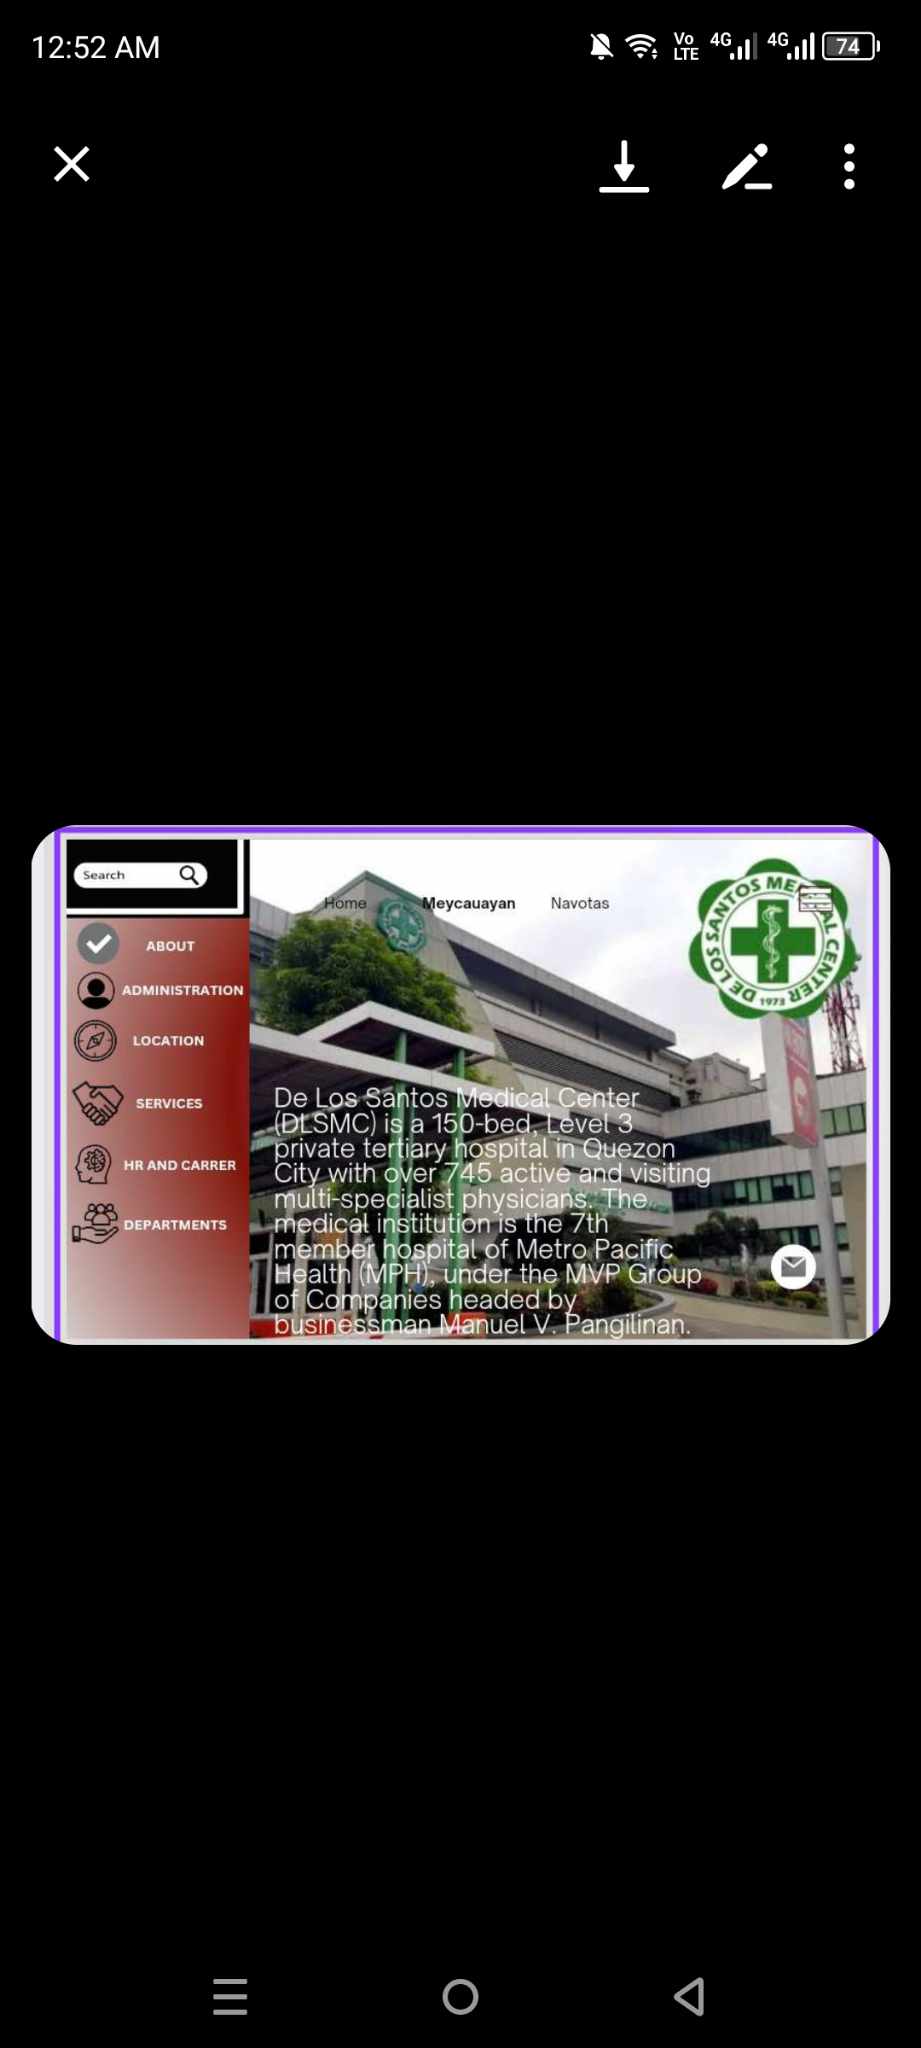 12:52 AM
Vo LTE 4G 4G 74
Search
Home Meycauayan Navotas
DE LOS SANTOS MEDICAL CENTER
1973
ABOUT
ADMINISTRATION
LOCATION
SERVICES
HR AND CARRER
DEPARTMENTS
De Los Santos Medical Center
(DLSMC) is a 150-bed, Level 3
private tertiary hospital in Quezon
City with over 745 active and visiting
multi-specialist physicians. The
medical institution is the 7th
member hospital of Metro Pacific
Health (MPH), under the MVP Group
of Companies headed by
businessman Manuel V. Pangilinan.